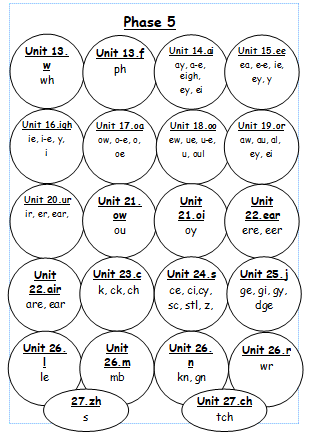 Phase 5
Unit 13.
w
wh
Unit 13.f
ph
Unit 14.ai
ay, a-e,
eigh,
ey, ei
Unit 15.ee
ea, e-e, ie,
ey, y
Unit 16.igh
ie, i-e, y,
i
Unit 17.oa
ow, o-e, o,
oe
Unit 18.oo
ew, ue, u-e,
u, oul
Unit 19.or
aw, au, al,
ey, ei
Unit 20.ur
ir, er, ear,
Unit 21.
ow
ou
Unit
21.oi
oy
Unit
22.ear
ere, eer
Unit
22.air
are, ear
Unit 23.c
k, ck, ch
Unit 24.s
ce, ci,cy,
sc, stl, z,
Unit 25.j
ge, gi, gy,
dge
Unit 26.
l
le
Unit
26.m
mb
Unit 26.
n
kn, gn
Unit 26.r
wr
27.zh
s
Unit 27.ch
tch